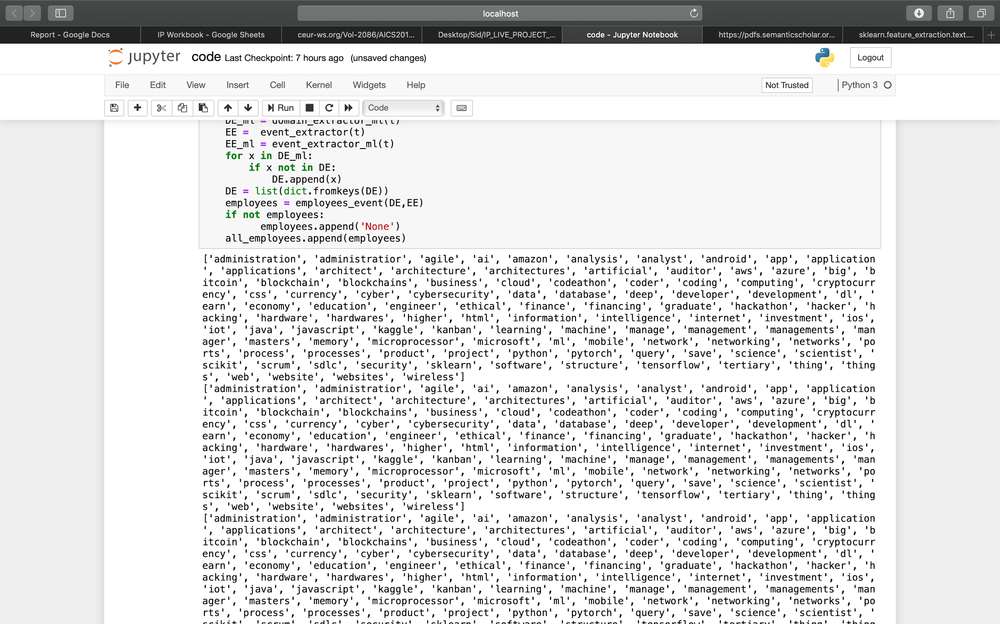 localhost
Report - Google Docs
IP Workbook - Google Sheets
ceur-ws.org/Vol-2086/AICS201...
Desktop/Sid/IP_LIVE_PROJECT_...
code - Jupyter Notebook
https://pdfs.semanticscholar.or...
sklearn.feature_extraction.text....
jupyter code Last Checkpoint: 7 hours ago (unsaved changes)
Logout
File Edit View Insert Cell Kernel Widgets Help
Not Trusted
Python 3
Run
Code
DE_ml = domain_extractor_ml(t)
EE =  event_extractor(t)
EE_ml = event_extractor_ml(t)
for x in DE_ml:
    if x not in DE:
        DE.append(x)
DE = list(dict.fromkeys(DE))
employees = employees_event(DE,EE)
if not employees:
      employees.append('None')
all_employees.append(employees)
['administration', 'administratior', 'agile', 'ai', 'amazon', 'analysis', 'analyst', 'android', 'app', 'application
', 'applications', 'architect', 'architecture', 'architectures', 'artificial', 'auditor', 'aws', 'azure', 'big', 'b
itcoin', 'blockchain', 'blockchains', 'business', 'cloud', 'codeathon', 'coder', 'coding', 'computing', 'cryptocurr
ency', 'css', 'currency', 'cyber', 'cybersecurity', 'data', 'database', 'deep', 'developer', 'development', 'dl', '
earn', 'economy', 'education', 'engineer', 'ethical', 'finance', 'financing', 'graduate', 'hackathon', 'hacker', 'h
acking', 'hardware', 'hardwares', 'higher', 'html', 'information', 'intelligence', 'internet', 'investment', 'ios',
'iot', 'java', 'javascript', 'kaggle', 'kanban', 'learning', 'machine', 'manage', 'management', 'managements', 'man
ager', 'masters', 'memory', 'microprocessor', 'microsoft', 'ml', 'mobile', 'network', 'networking', 'networks', 'po
rts', 'process', 'processes', 'product', 'project', 'python', 'pytorch', 'query', 'save', 'science', 'scientist', '
scikit', 'scrum', 'sdlc', 'security', 'sklearn', 'software', 'structure', 'tensorflow', 'tertiary', 'thing', 'thing
s', 'web', 'website', 'websites', 'wireless']
['administration', 'administratior', 'agile', 'ai', 'amazon', 'analysis', 'analyst', 'android', 'app', 'application
', 'applications', 'architect', 'architecture', 'architectures', 'artificial', 'auditor', 'aws', 'azure', 'big', 'b
itcoin', 'blockchain', 'blockchains', 'business', 'cloud', 'codeathon', 'coder', 'coding', 'computing', 'cryptocurr
ency', 'css', 'currency', 'cyber', 'cybersecurity', 'data', 'database', 'deep', 'developer', 'development', 'dl', '
earn', 'economy', 'education', 'engineer', 'ethical', 'finance', 'financing', 'graduate', 'hackathon', 'hacker', 'h
acking', 'hardware', 'hardwares', 'higher', 'html', 'information', 'intelligence', 'internet', 'investment', 'ios',
'iot', 'java', 'javascript', 'kaggle', 'kanban', 'learning', 'machine', 'manage', 'management', 'managements', 'man
ager', 'masters', 'memory', 'microprocessor', 'microsoft', 'ml', 'mobile', 'network', 'networking', 'networks', 'po
rts', 'process', 'processes', 'product', 'project', 'python', 'pytorch', 'query', 'save', 'science', 'scientist', '
scikit', 'scrum', 'sdlc', 'security', 'sklearn', 'software', 'structure', 'tensorflow', 'tertiary', 'thing', 'thing
s', 'web', 'website', 'websites', 'wireless']
['administration', 'administratior', 'agile', 'ai', 'amazon', 'analysis', 'analyst', 'android', 'app', 'application
', 'applications', 'architect', 'architecture', 'architectures', 'artificial', 'auditor', 'aws', 'azure', 'big', 'b
itcoin', 'blockchain', 'blockchains', 'business', 'cloud', 'codeathon', 'coder', 'coding', 'computing', 'cryptocurr
ency', 'css', 'currency', 'cyber', 'cybersecurity', 'data', 'database', 'deep', 'developer', 'development', 'dl', '
earn', 'economy', 'education', 'engineer', 'ethical', 'finance', 'financing', 'graduate', 'hackathon', 'hacker', 'h
acking', 'hardware', 'hardwares', 'higher', 'html', 'information', 'intelligence', 'internet', 'investment', 'ios',
'iot', 'java', 'javascript', 'kaggle', 'kanban', 'learning', 'machine', 'manage', 'management', 'managements', 'man
ager', 'masters', 'memory', 'microprocessor', 'microsoft', 'ml', 'mobile', 'network', 'networking', 'networks', 'po
rts', 'process', 'processes', 'product', 'project', 'python', 'pytorch', 'query', 'save', 'science', 'scientist', '
scikit', 'scrum', 'sdlc', 'security', 'sklearn', 'software', 'structure', 'tensorflow', 'tertiary', 'thing', 'thing